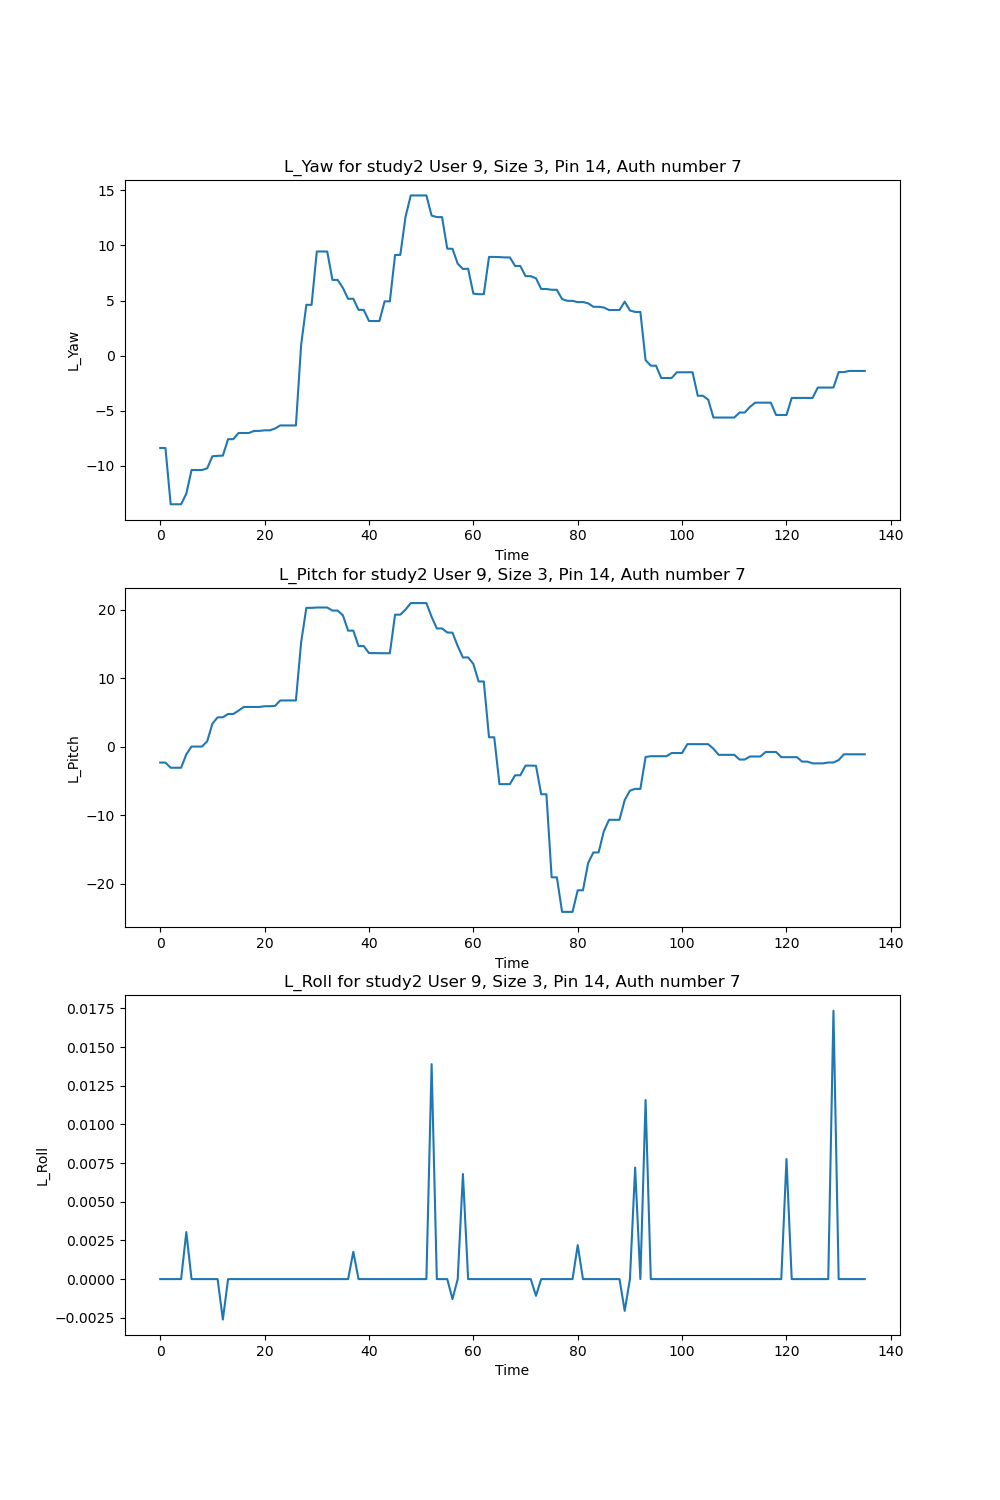 L_Yaw for study2 User 9, Size 3, Pin 14, Auth number 7
15
10
5
0
−5
−10
L_Yaw
0 20 40 60 80 100 120 140
Time
L_Pitch for study2 User 9, Size 3, Pin 14, Auth number 7
20
10
0
−10
−20
L_Pitch
0 20 40 60 80 100 120 140
Time
L_Roll for study2 User 9, Size 3, Pin 14, Auth number 7
0.0175
0.0150
0.0125
0.0100
0.0075
0.0050
0.0025
0.0000
−0.0025
L_Roll
0 20 40 60 80 100 120 140
Time